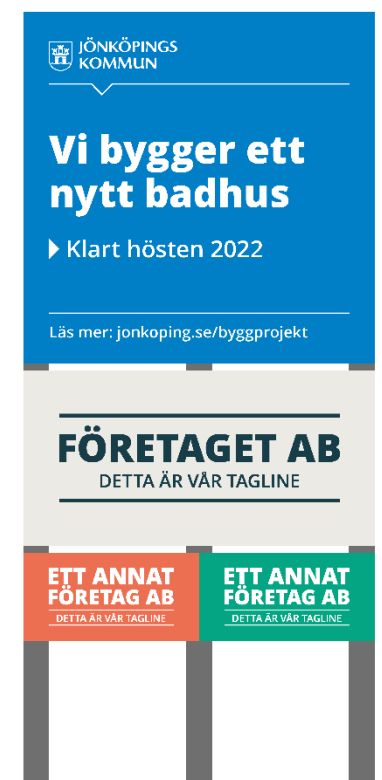 JÖNKÖPINGS
KOMMUN
Vi bygger ett
nytt badhus
Klart hösten 2022
Läs mer: jonkoping.se/byggprojekt
FÖRETAGET AB
DETTA ÄR VÅR TAGLINE
ETT ANNAT
FÖRETAG AB
DETTA ÄR VÅR TAGLINE
ETT ANNAT
FÖRETAG AB
DETTA ÄR VÅR TAGLINE